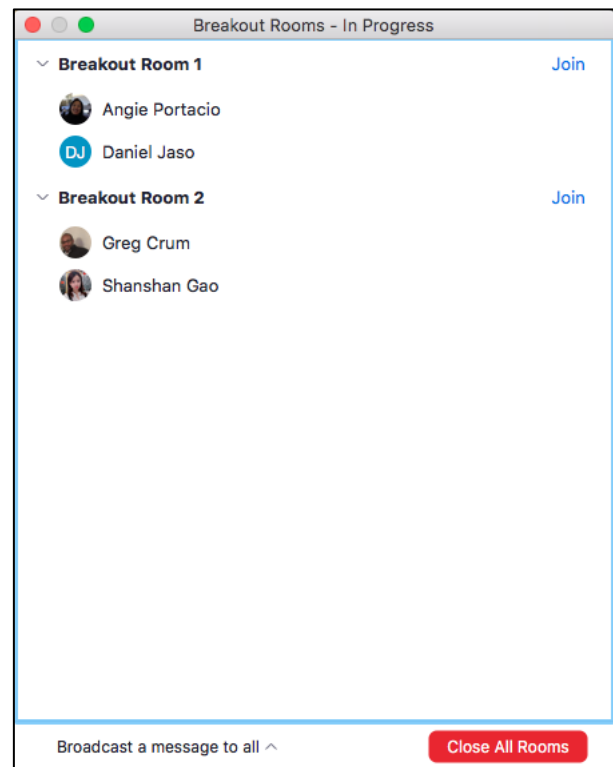 Breakout Rooms - In Progress
Breakout Room 1 Join
Angie Portacio
DJ Daniel Jaso
Breakout Room 2 Join
Greg Crum
Shanshan Gao
Broadcast a message to all Close All Rooms